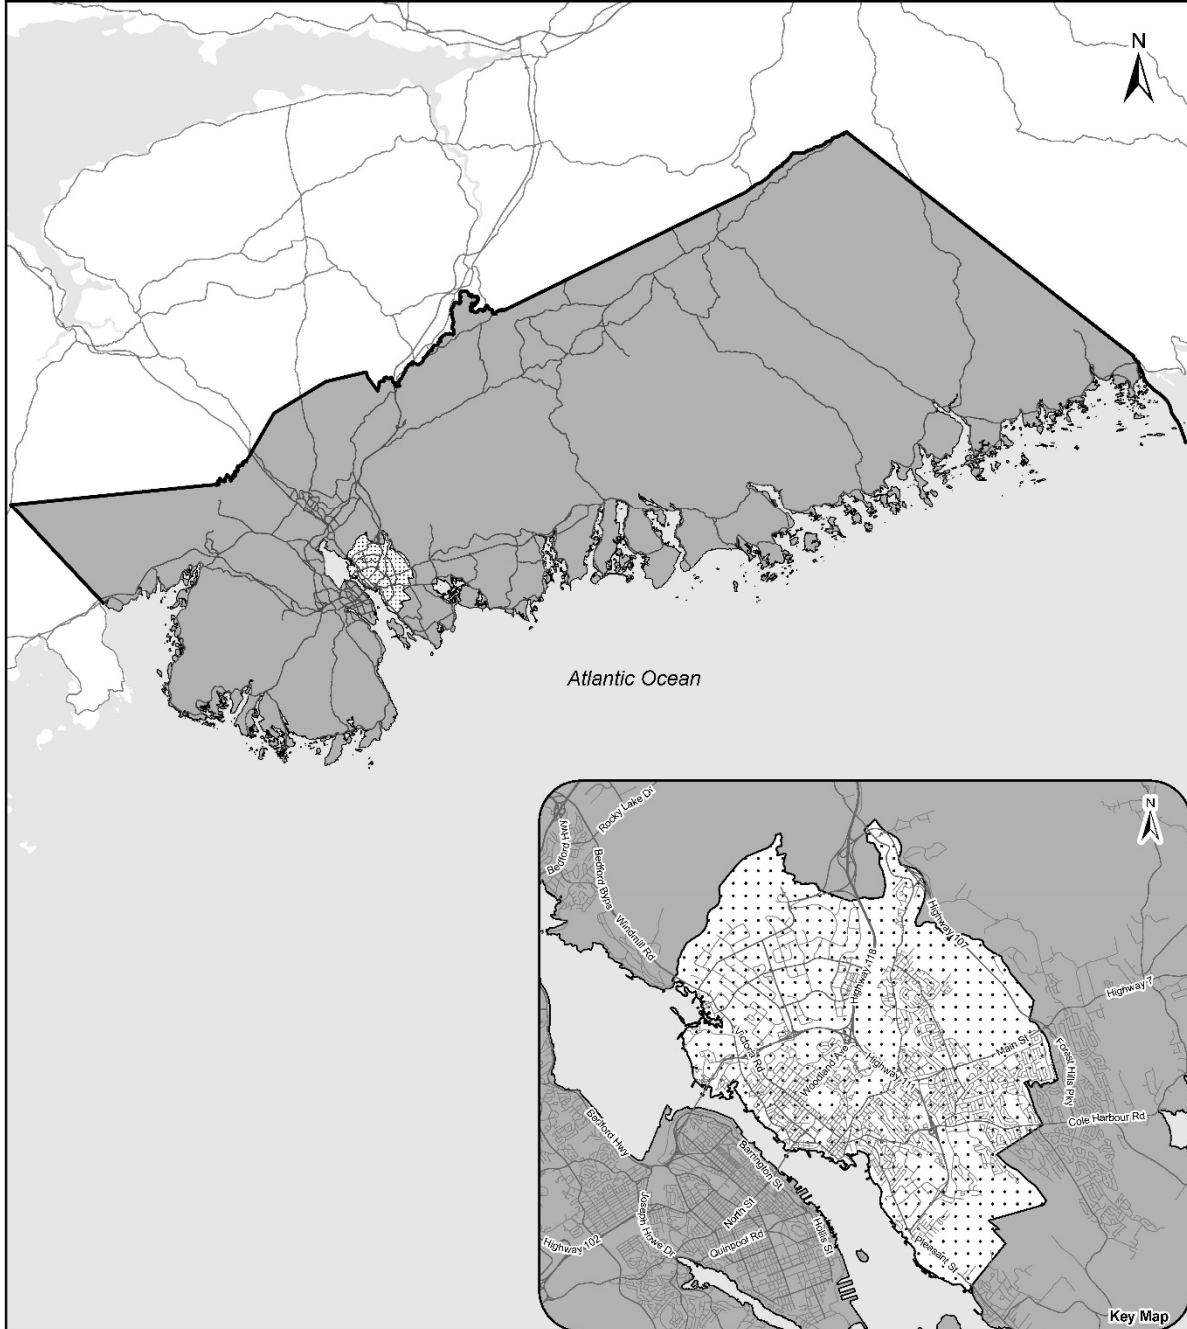 N
Atlantic Ocean
N
Rocky Lake Dr
Bedford Hwy
Bedford Byps
Windmill Rd
Highway 107
Highway 118
Highway 7
Victoria Rd
Woodland Ave
Highway 111
Main St
Forest Hills Pky
Cole Harbour Rd
Bedford Hwy
Barrington St
North St
Joseph Howe Dr
Quinpool Rd
Hollis St
Highway 102
Pleasant St
Key Map